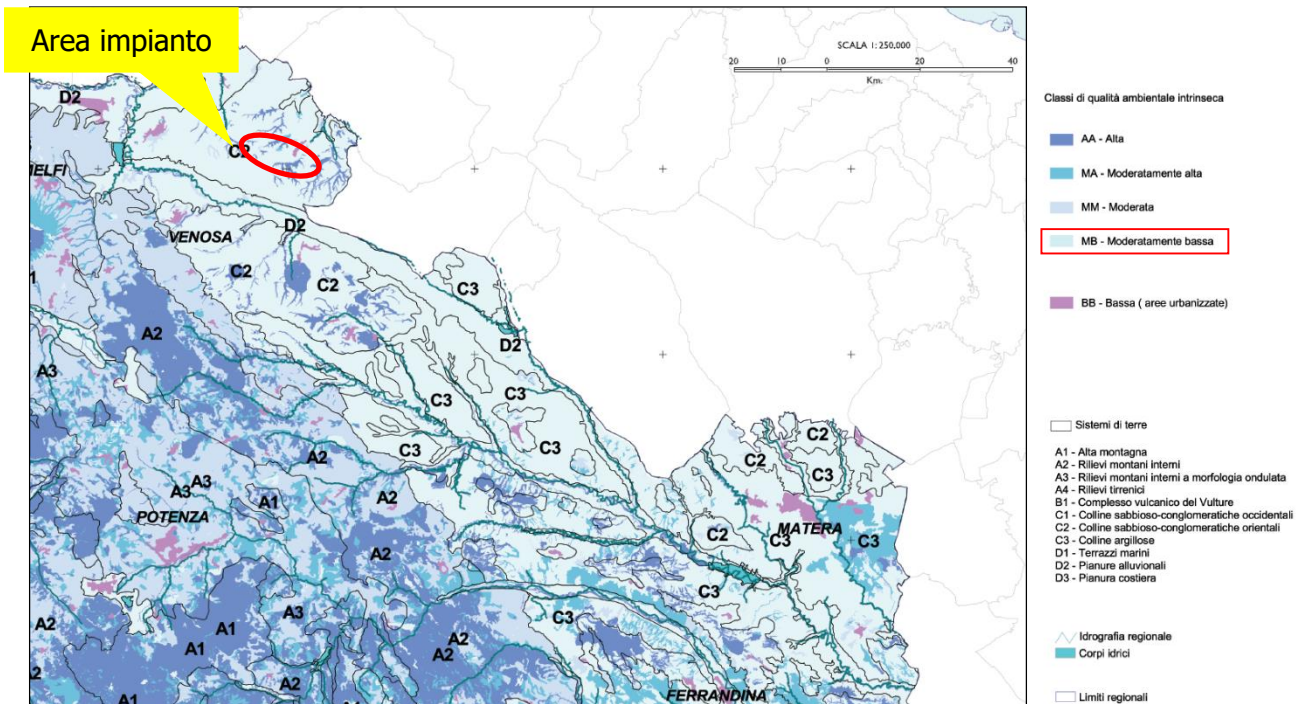 Area impianto
SCALA 1: 250,000
20 10 0 20 40
Km.
D2
C2
MELFI
VENOSA
D2
C2
C2
C3
D2
A2
A3
C3
C3
C3
C3
A2
A3
A3
A1
A2
POTENZA
A2
C2
C2
C3
C2
MATERA
C3
C3
C3
A3
C3
A2
A1
A1
A2
A2
A2
A1
FERRANDINA
Classi di qualità ambientale intrinseca
AA - Alta
MA - Moderatamente alta
MM - Moderata
MB - Moderatamente bassa
BB - Bassa ( aree urbanizzate)
Sistemi di terre
A1 - Alta montagna
A2 - Rilievi montani interni
A3 - Rilievi montani interni a morfologia ondulata
A4 - Rilievi tirrenici
B1 - Complesso vulcanico del Vulture
C1 - Colline sabbioso-conglomeratiche occidentali
C2 - Colline sabbioso-conglomeratiche orientali
C3 - Colline argillose
D1 - Terrazzi marini
D2 - Pianure alluvionali
D3 - Pianura costiera
Idrografia regionale
Corpi idrici
Limiti regionali